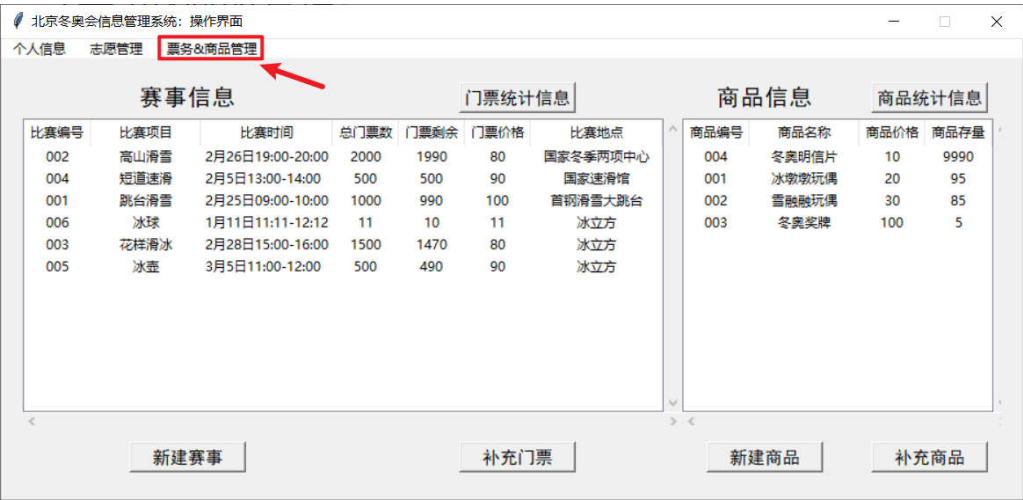 北京冬奥会信息管理系统：操作界面
个人信息 志愿管理 票务&商品管理
赛事信息 门票统计信息 商品信息 商品统计信息
比赛编号 比赛项目 比赛时间 总门票数 门票剩余 门票价格 比赛地点 商品编号 商品名称 商品价格 商品存量
002 高山滑雪 2月26日19:00-20:00 2000 1990 80 国家冬季两项中心 004 冬奥明信片 10 9990
004 短道速滑 2月5日13:00-14:00 500 500 90 国家速滑馆 001 冰墩墩玩偶 20 95
001 跳台滑雪 2月25日09:00-10:00 1000 990 100 首钢滑雪大跳台 002 雪融融玩偶 30 85
006 冰球 1月11日11:11-12:12 11 10 11 冰立方 003 冬奥奖牌 100 5
003 花样滑冰 2月28日15:00-16:00 1500 1470 80 冰立方
005 冰壶 3月5日11:00-12:00 500 490 90 冰立方
新建赛事 补充门票 新建商品 补充商品